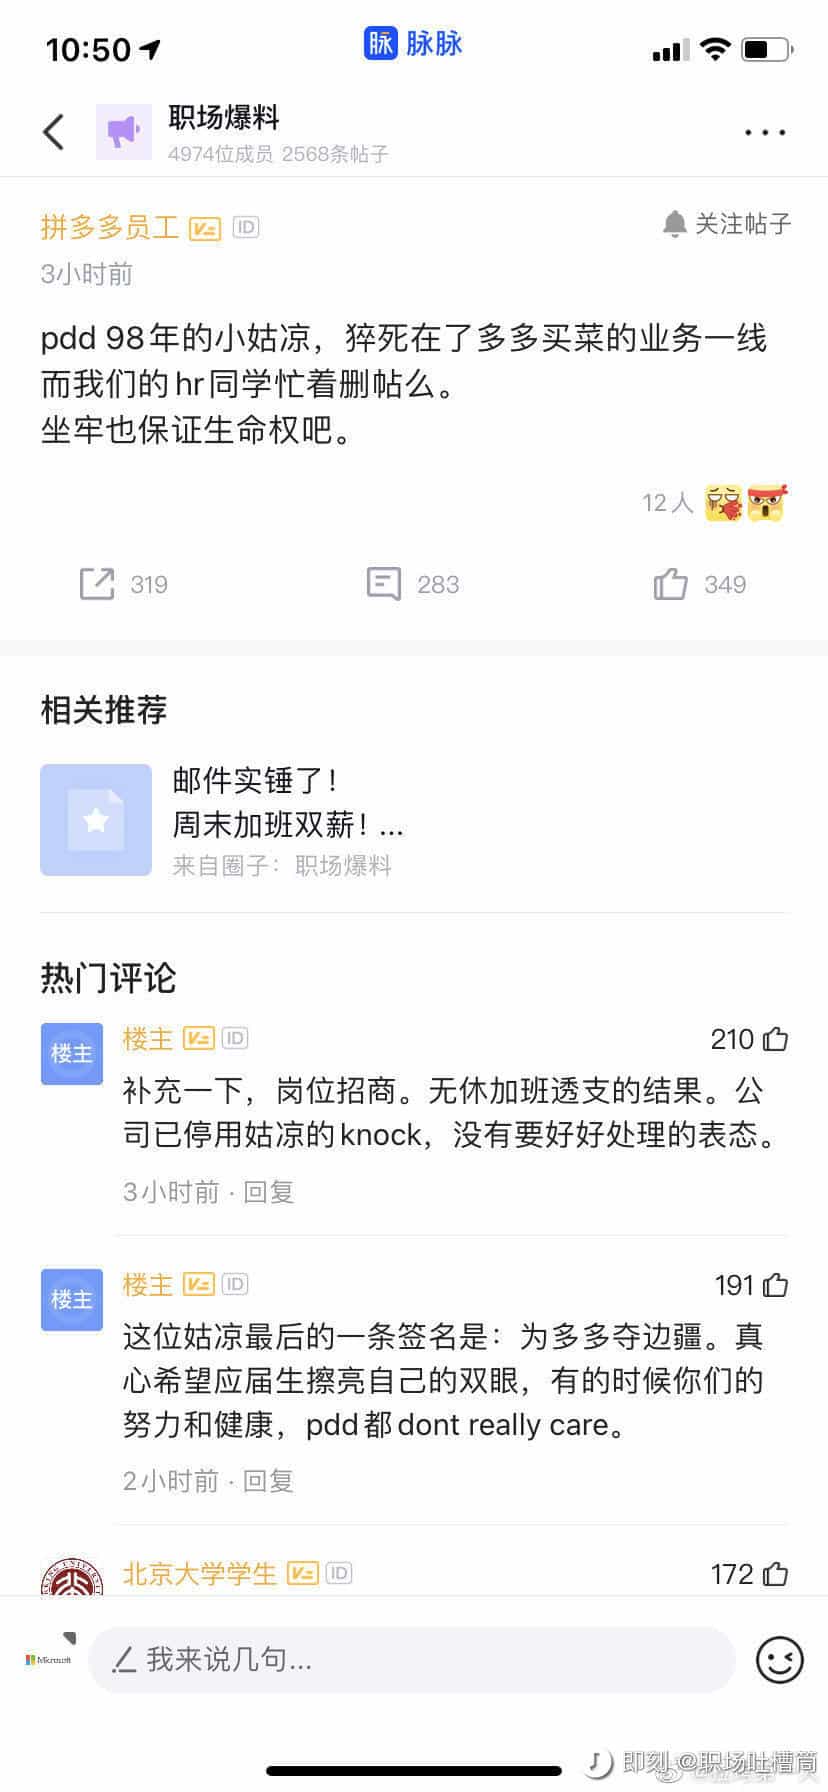 10:50
脉 脉脉
职场爆料
4974位成员 2568条帖子
拼多多员工 V ID
关注帖子
3小时前
pdd 98年的小姑凉，猝死在了多多买菜的业务一线
而我们的hr同学忙着删帖么。
坐牢也保证生命权吧。
12人
319
283
349
相关推荐
邮件实锤了！
周末加班双薪！...
来自圈子：职场爆料
热门评论
楼主
楼主 V ID
210
补充一下，岗位招商。无休加班透支的结果。公
司已停用姑凉的knock，没有要好好处理的表态。
3小时前 · 回复
楼主
楼主 V ID
191
这位姑凉最后的一条签名是：为多多夺边疆。真
心希望应届生擦亮自己的双眼，有的时候你们的
努力和健康，pdd都dont really care。
2小时前 · 回复
北京大学学生 V ID
172
Microsoft
我来说几句...
即刻 @职场吐槽筒